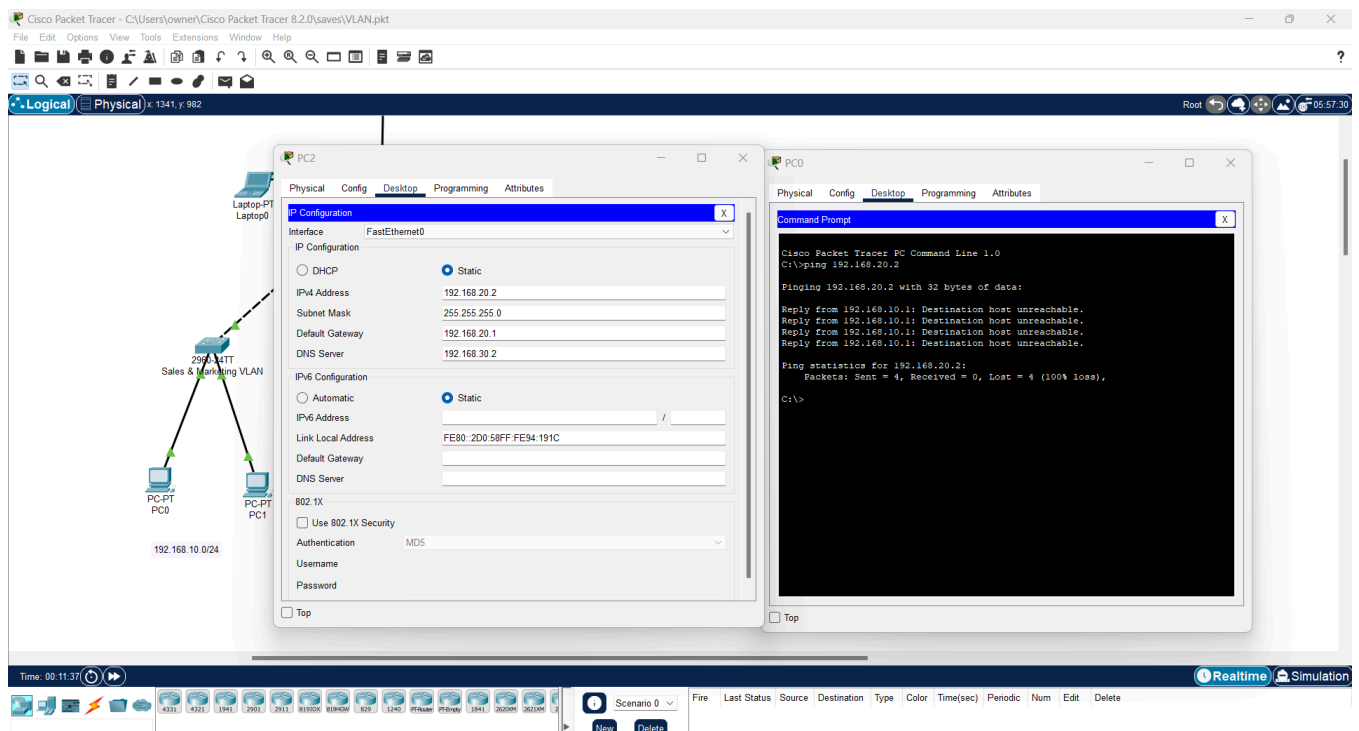 Cisco Packet Tracer - C:\Users\owner\Cisco Packet Tracer 8.2.0\saves\VLAN.pkt
File Edit Options View Tools Extensions Window Help
?
Logical Physical x: 1341, y: 982 Root 05:57:30
Laptop-PT
Laptop0
2960-24TT
Sales & Marketing VLAN
PC-PT
PC0
PC-PT
PC1
192.168.10.0/24
PC2
Physical Config Desktop Programming Attributes
IP Configuration X
Interface FastEthernet0
IP Configuration
DHCP Static
IPv4 Address 192.168.20.2
Subnet Mask 255.255.255.0
Default Gateway 192.168.20.1
DNS Server 192.168.30.2
IPv6 Configuration
Automatic Static
IPv6 Address /
Link Local Address FE80::2D0:58FF:FE94:191C
Default Gateway
DNS Server
802.1X
Use 802.1X Security
Authentication MD5
Username
Password
Top
PC0
Physical Config Desktop Programming Attributes
Command Prompt X
Cisco Packet Tracer PC Command Line 1.0
C:\>ping 192.168.20.2
Pinging 192.168.20.2 with 32 bytes of data:
Reply from 192.168.10.1: Destination host unreachable.
Reply from 192.168.10.1: Destination host unreachable.
Reply from 192.168.10.1: Destination host unreachable.
Reply from 192.168.10.1: Destination host unreachable.
Ping statistics for 192.168.20.2:
Packets: Sent = 4, Received = 0, Lost = 4 (100% loss),
C:\>
Top
Time: 00:11:37 Realtime Simulation
4331 4321 1941 2901 2911 819IOX 819HGW 829 1240 PT-Router PT-Empty 1841 2620XM 2621XM 2
Scenario 0
New Delete
Fire Last Status Source Destination Type Color Time(sec) Periodic Num Edit Delete